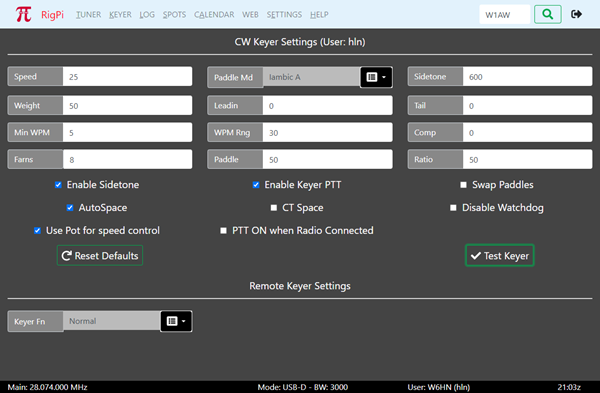 RigPi TUNER KEYER LOG SPOTS CALENDAR WEB SETTINGS HELP W1AW
CW Keyer Settings (User: hln)
Speed 25 Paddle Md Iambic A Sidetone 600
Weight 50 Leadin 0 Tail 0
Min WPM 5 WPM Rng 30 Comp 0
Farns 8 Paddle 50 Ratio 50
Enable Sidetone Enable Keyer PTT Swap Paddles
AutoSpace CT Space Disable Watchdog
Use Pot for speed control PTT ON when Radio Connected
Reset Defaults Test Keyer
Remote Keyer Settings
Keyer Fn Normal
Main: 28.074.000 MHz Mode: USB-D - BW: 3000 User: W6HN (hln) 21:03z